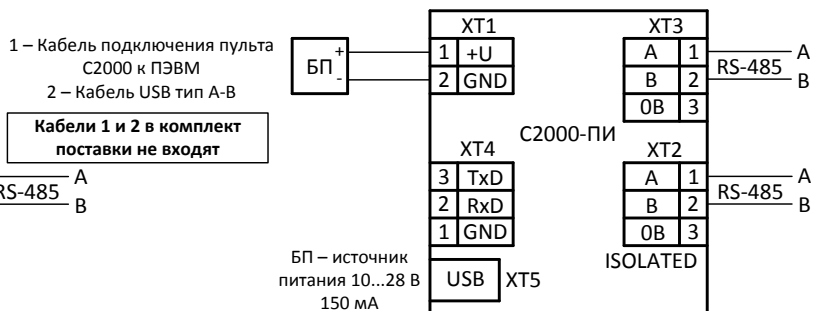 1 – Кабель подключения пульта
С2000 к ПЭВМ
2 – Кабель USB тип А-В
Кабели 1 и 2 в комплект
поставки не входят
RS-485
A
B
БП
+
-
XT1
1 +U
2 GND
XT3
A 1
B 2
0B 3
RS-485
A
B
С2000-ПИ
XT4
3 TxD
2 RxD
1 GND
XT2
A 1
B 2
0B 3
RS-485
A
B
ISOLATED
БП – источник
питания 10...28 В
150 мА
USB
XT5